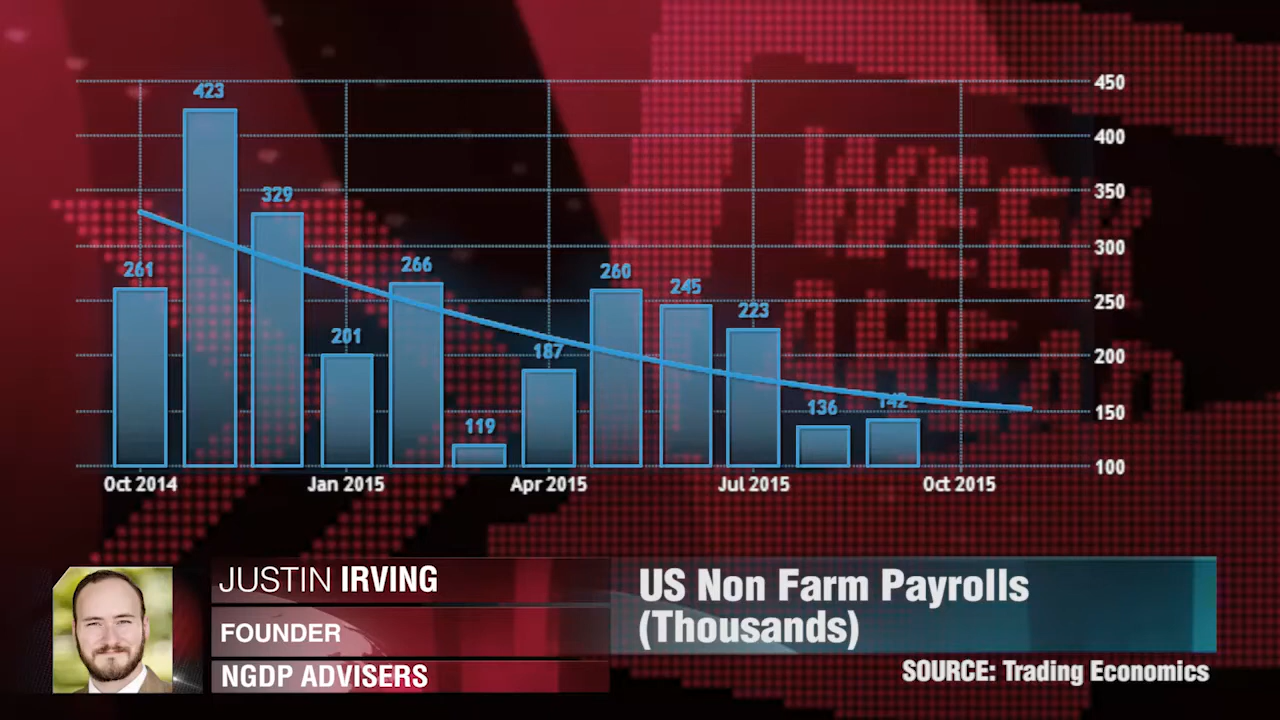 450
423
400
350
329
300
261
266
260
250
245
223
201
200
187
150
142
136
119
100
Oct 2014 Jan 2015 Apr 2015 Jul 2015 Oct 2015
WEEK
AHEAD
JUSTIN IRVING
FOUNDER
NGDP ADVISERS
US Non Farm Payrolls
(Thousands)
SOURCE: Trading Economics